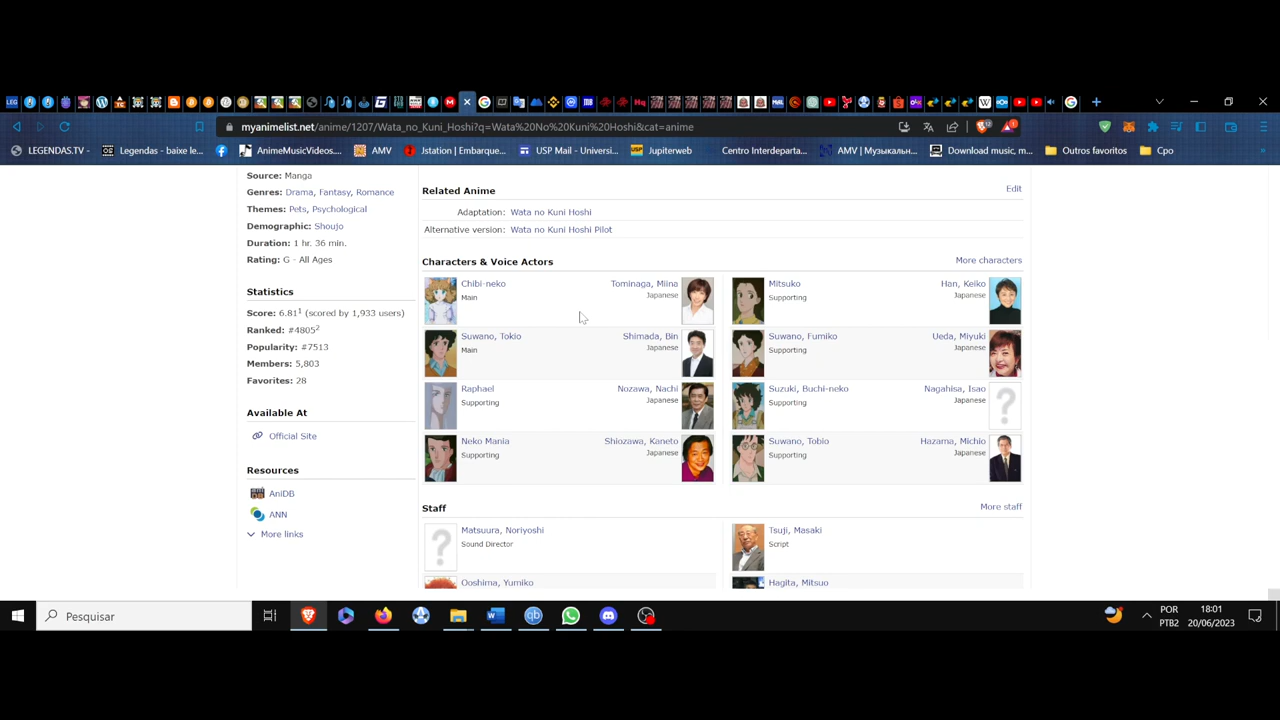 myanimelist.net/anime/1207/Wata_no_Kuni_Hoshi?q=Wata%20No%20Kuni%20Hoshi&cat=anime
LEGENDAS.TV -
Legendas - baixe le...
AnimeMusicVideos....
AMV
Jstation | Embarque...
USP Mail - Universi...
Jupiterweb
Centro Interdeparta...
AMV | Музыкальн...
Download music, m...
Outros favoritos
Cpo
Source: Manga
Genres: Drama, Fantasy, Romance
Themes: Pets, Psychological
Demographic: Shoujo
Duration: 1 hr. 36 min.
Rating: G - All Ages
Statistics
Score: 6.81¹ (scored by 1,933 users)
Ranked: #4805²
Popularity: #7513
Members: 5,803
Favorites: 28
Available At
Official Site
Resources
AniDB
ANN
More links
Related Anime
Edit
Adaptation: Wata no Kuni Hoshi
Alternative version: Wata no Kuni Hoshi Pilot
Characters & Voice Actors
More characters
Chibi-neko
Main
Tominaga, Miina
Japanese
Mitsuko
Supporting
Han, Keiko
Japanese
Suwano, Tokio
Main
Shimada, Bin
Japanese
Suwano, Fumiko
Supporting
Ueda, Miyuki
Japanese
Raphael
Supporting
Nozawa, Nachi
Japanese
Suzuki, Buchi-neko
Supporting
Nagahisa, Isao
Japanese
Neko Mania
Supporting
Shiozawa, Kaneto
Japanese
Suwano, Tobio
Supporting
Hazama, Michio
Japanese
Staff
More staff
Matsuura, Noriyoshi
Sound Director
Tsuji, Masaki
Script
Ooshima, Yumiko
Hagita, Mitsuo
Pesquisar
POR
PTB2
18:01
20/06/2023